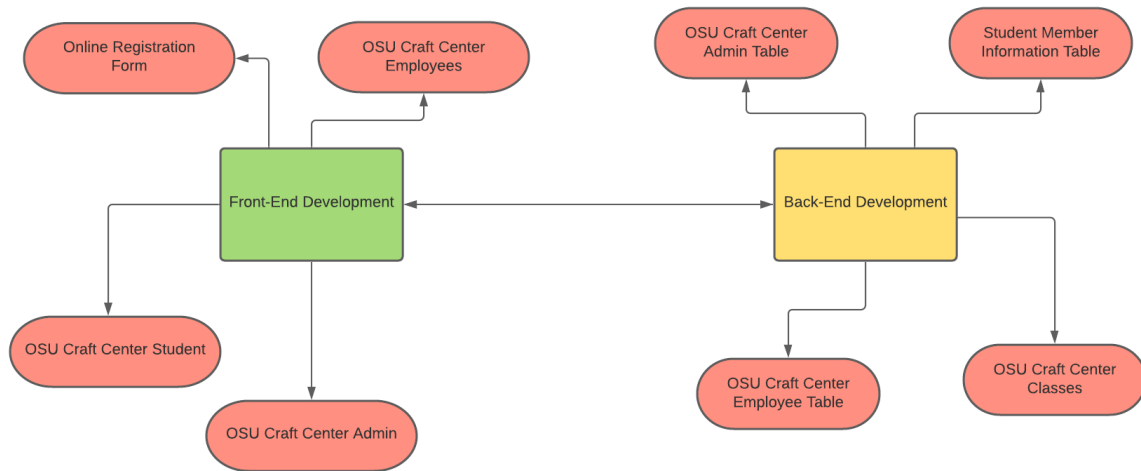 Online Registration
Form
OSU Craft Center
Employees
OSU Craft Center
Admin Table
Student Member
Information Table
Front-End Development
Back-End Development
OSU Craft Center Student
OSU Craft Center Admin
OSU Craft Center
Employee Table
OSU Craft Center
Classes